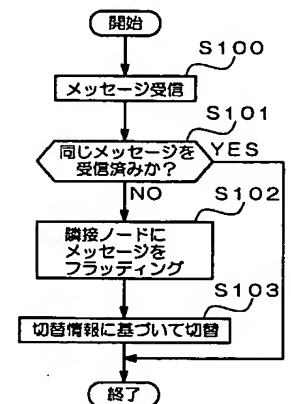 開始
S100
メッセージ受信
S101
同じメッセージを
受信済みか?
YES
NO
S102
隣接ノードに
メッセージを
フラッディング
S103
切替情報に基づいて切替
終了